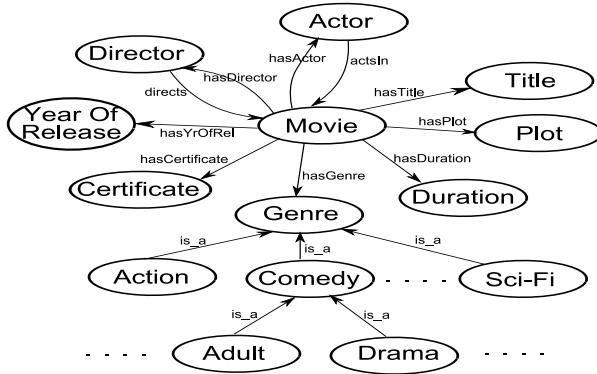 Actor
Director
hasActor
actsIn
hasDirector
directs
hasTitle
Title
Year Of
Release
hasYrOfRel
Movie
hasPlot
Plot
hasCertificate
hasDuration
Certificate
hasGenre
Duration
Genre
is_a
is_a
is_a
Action
Comedy
Sci-Fi
is_a
is_a
Adult
Drama